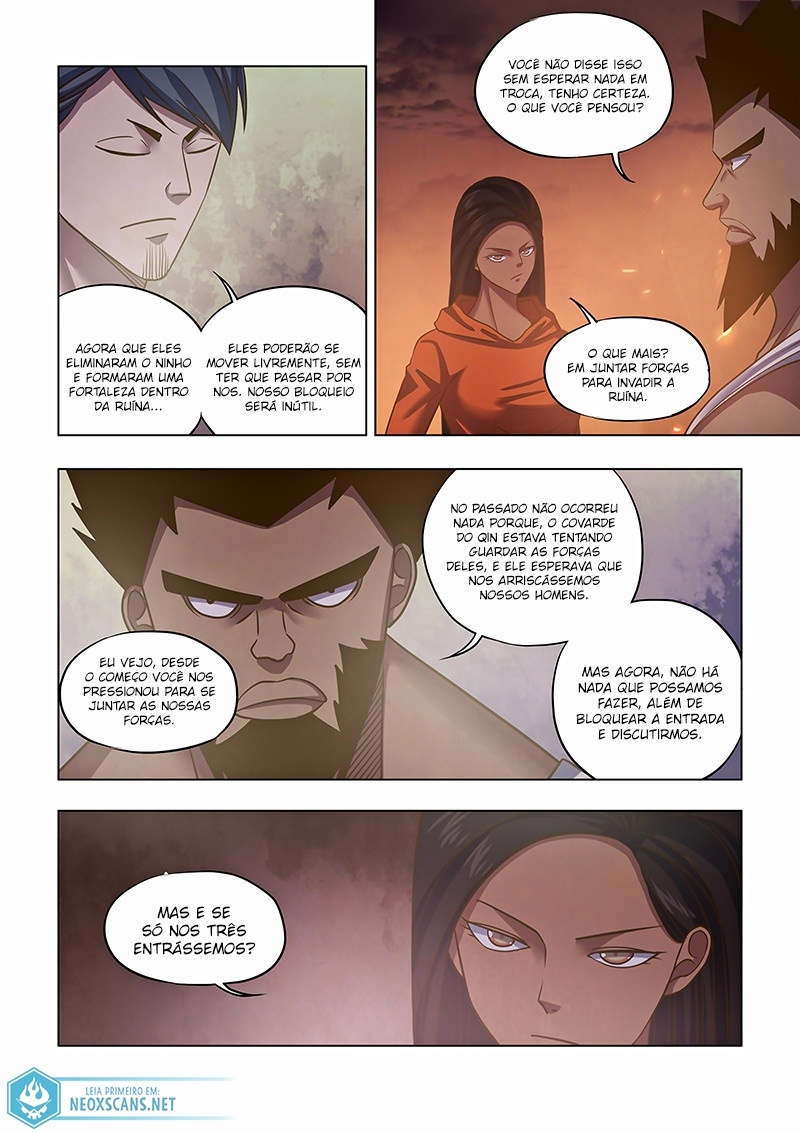 AGORA QUE ELES
ELIMINARAM O NINHO
E FORMARAM UMA
FORTALEZA DENTRO
DA RUÍNA...
ELES PODERÃO SE
MOVER LIVREMENTE, SEM
TER QUE PASSAR POR
NOS. NOSSO BLOQUEIO
SERÁ INÚTIL.
VOCÊ NÃO DISSE ISSO
SEM ESPERAR NADA EM
TROCA, TENHO CERTEZA.
O QUE VOCÊ PENSOU?
O QUE MAIS?
EM JUNTAR FORÇAS
PARA INVADIR A
RUÍNA.
EU VEJO, DESDE
O COMEÇO VOCÊ NOS
PRESSIONOU PARA SE
JUNTAR AS NOSSAS
FORÇAS.
NO PASSADO NÃO OCORREU
NADA PORQUE, O COVARDE
DO QIN ESTAVA TENTANDO
GUARDAR AS FORÇAS
DELES, E ELE ESPERAVA QUE
NOS ARRISCÁSSEMOS
NOSSOS HOMENS.
MAS AGORA, NÃO HÁ
NADA QUE POSSAMOS
FAZER, ALÉM DE
BLOQUEAR A ENTRADA
E DISCUTIRMOS.
MAS E SE
SÓ NOS TRÊS
ENTRÁSSEMOS?
LEIA PRIMEIRO EM:
NEOXSCANS.NET